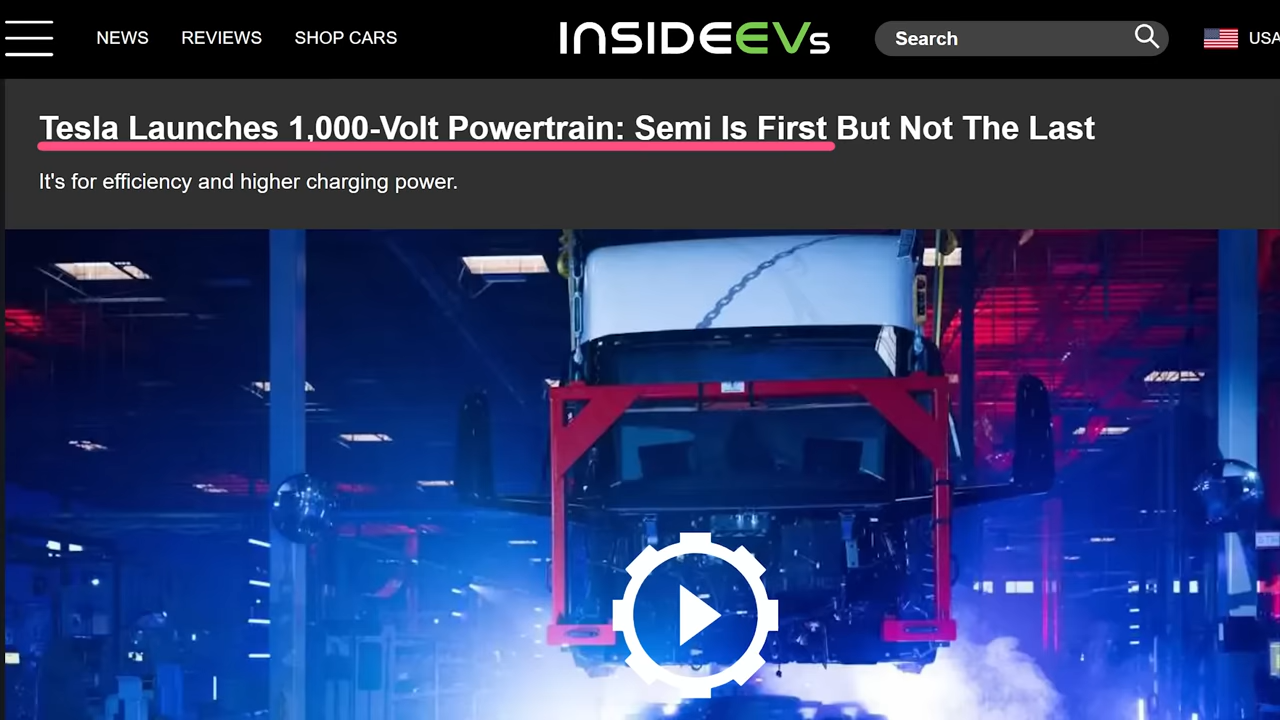 NEWS REVIEWS SHOP CARS INSIDEEVs Search USA
Tesla Launches 1,000-Volt Powertrain: Semi Is First But Not The Last
It's for efficiency and higher charging power.